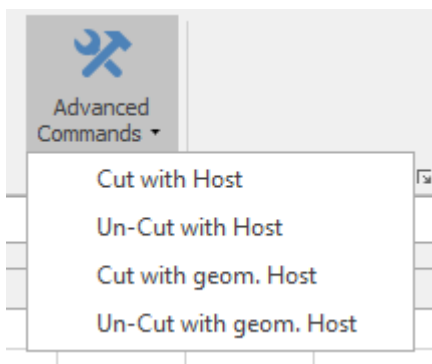 Advanced
Commands
Cut with Host
Un-Cut with Host
Cut with geom. Host
Un-Cut with geom. Host